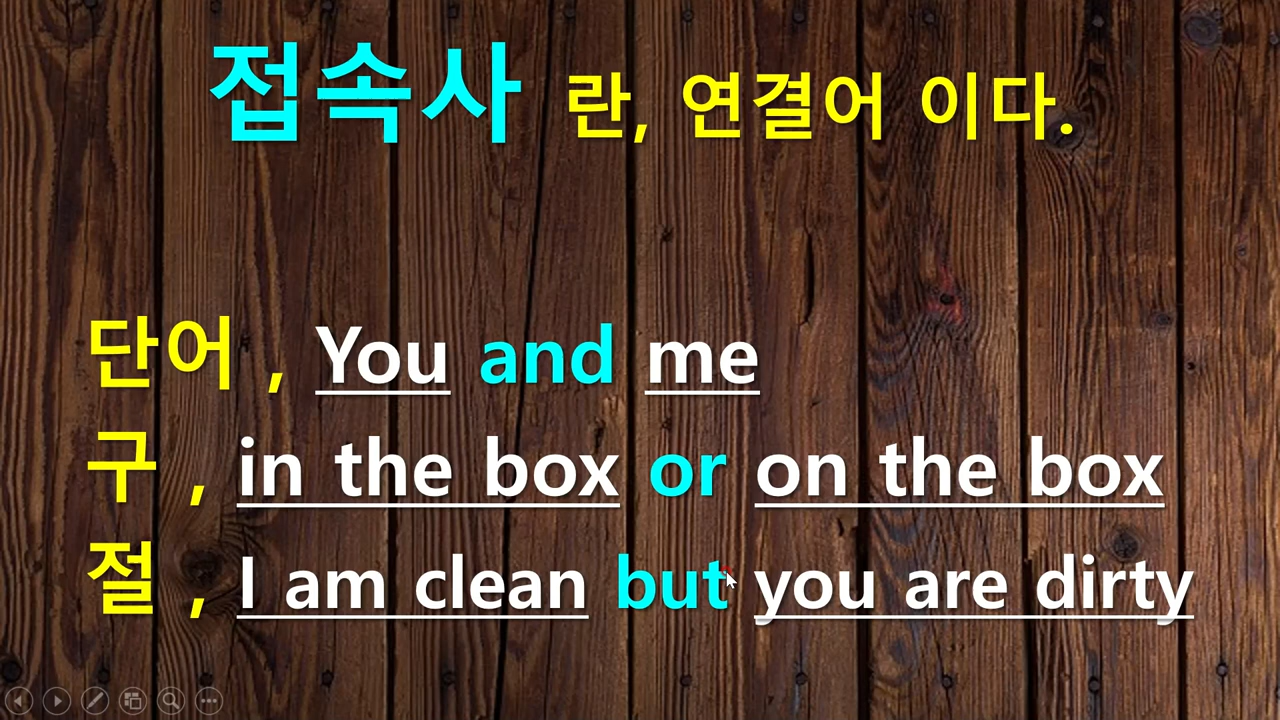 접속사 란, 연결어 이다.
단어 , You and me
구 , in the box or on the box
절 , I am clean but you are dirty